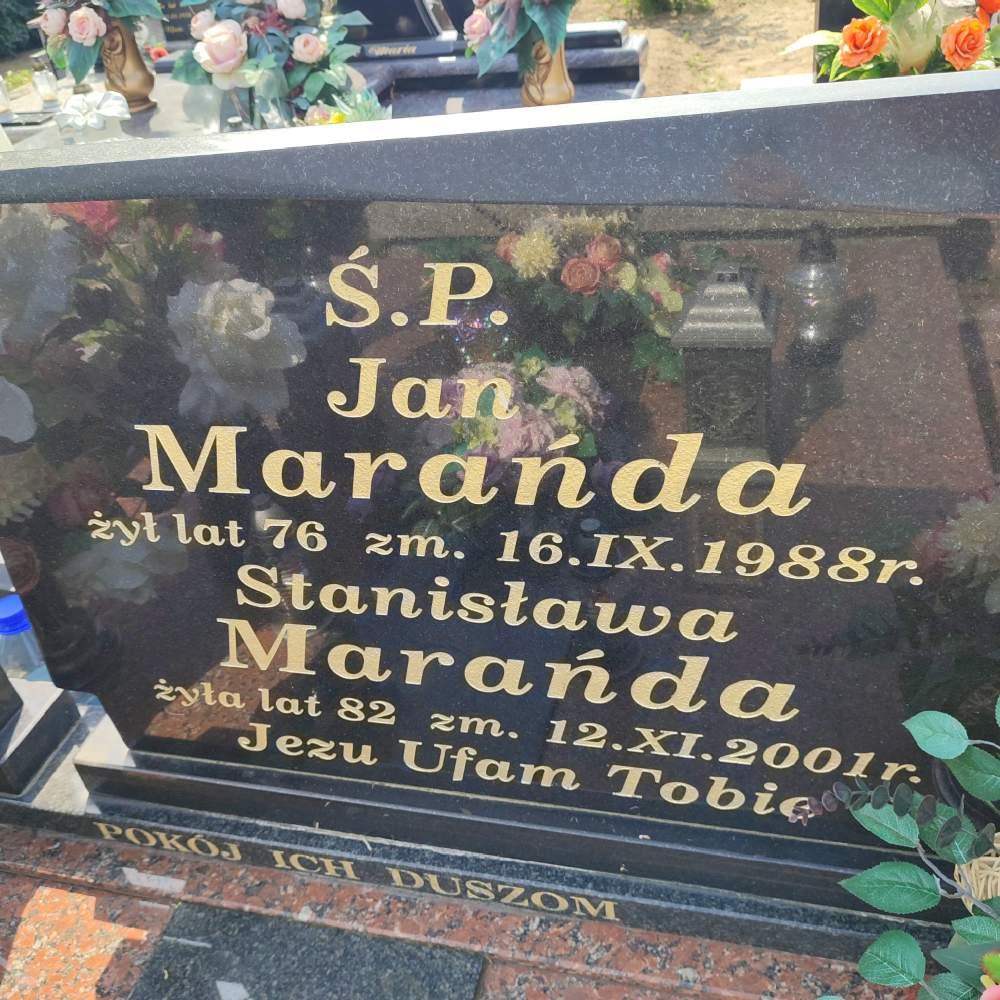 Maria
Ś.P.
Jan
Marańda
żył lat 76 zm. 16.IX.1988r.
Stanisława
Marańda
żyła lat 82 zm. 12.XI.2001r.
Jezu Ufam Tobie
POKÓJ ICH DUSZOM